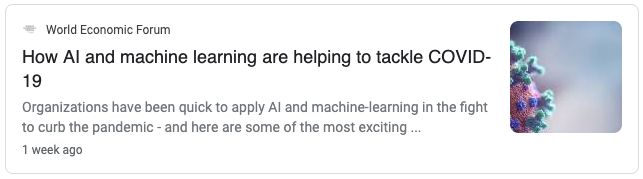 World Economic Forum
How AI and machine learning are helping to tackle COVID-
19
Organizations have been quick to apply AI and machine-learning in the fight
to curb the pandemic - and here are some of the most exciting ...
1 week ago